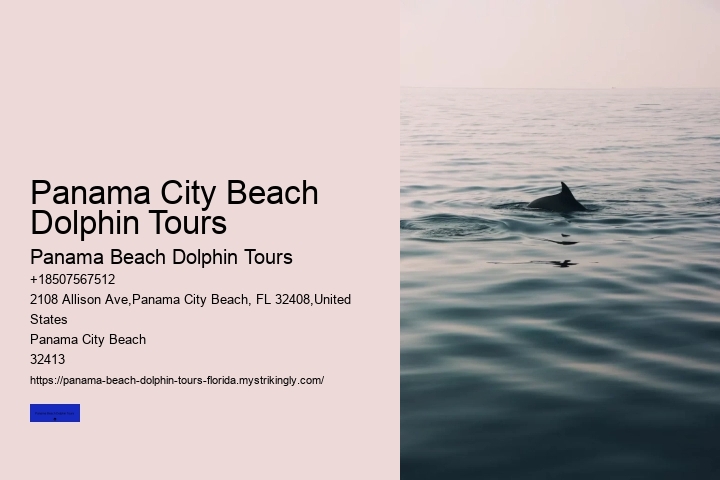 Panama City Beach
Dolphin Tours
Panama Beach Dolphin Tours
+18507567512
2108 Allison Ave,Panama City Beach, FL 32408,United
States
Panama City Beach
32413
https://panama-beach-dolphin-tours-florida.mystrikingly.com/